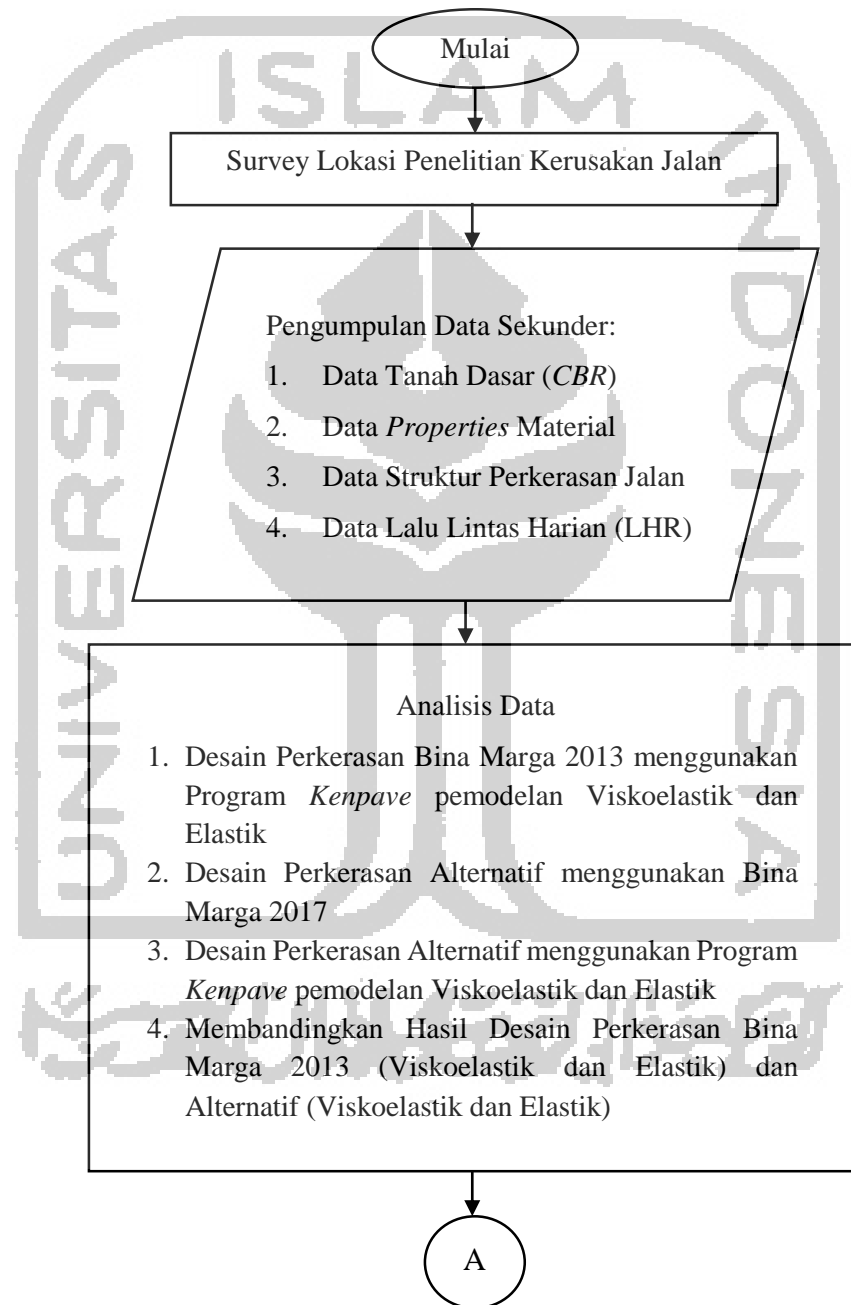 Mulai
Survey Lokasi Penelitian Kerusakan Jalan
Pengumpulan Data Sekunder:
1. Data Tanah Dasar (CBR)
2. Data Properties Material
3. Data Struktur Perkerasan Jalan
4. Data Lalu Lintas Harian (LHR)
Analisis Data
1. Desain Perkerasan Bina Marga 2013 menggunakan
Program Kenpave pemodelan Viskoelastik dan
Elastik
2. Desain Perkerasan Alternatif menggunakan Bina
Marga 2017
3. Desain Perkerasan Alternatif menggunakan Program
Kenpave pemodelan Viskoelastik dan Elastik
4. Membandingkan Hasil Desain Perkerasan Bina
Marga 2013 (Viskoelastik dan Elastik) dan
Alternatif (Viskoelastik dan Elastik)
A
UNIVERSITAS
ISLAM
INDONESIA